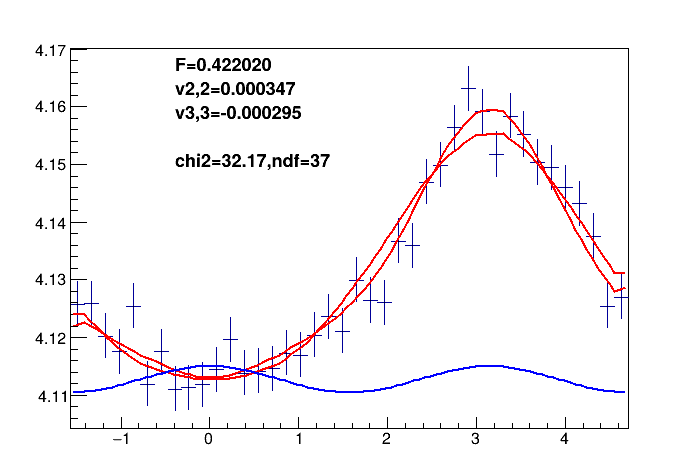 F=0.422020
v2,2=0.000347
v3,3=-0.000295
chi2=32.17,ndf=37
4.17
4.16
4.15
4.14
4.13
4.12
4.11
−1 0 1 2 3 4